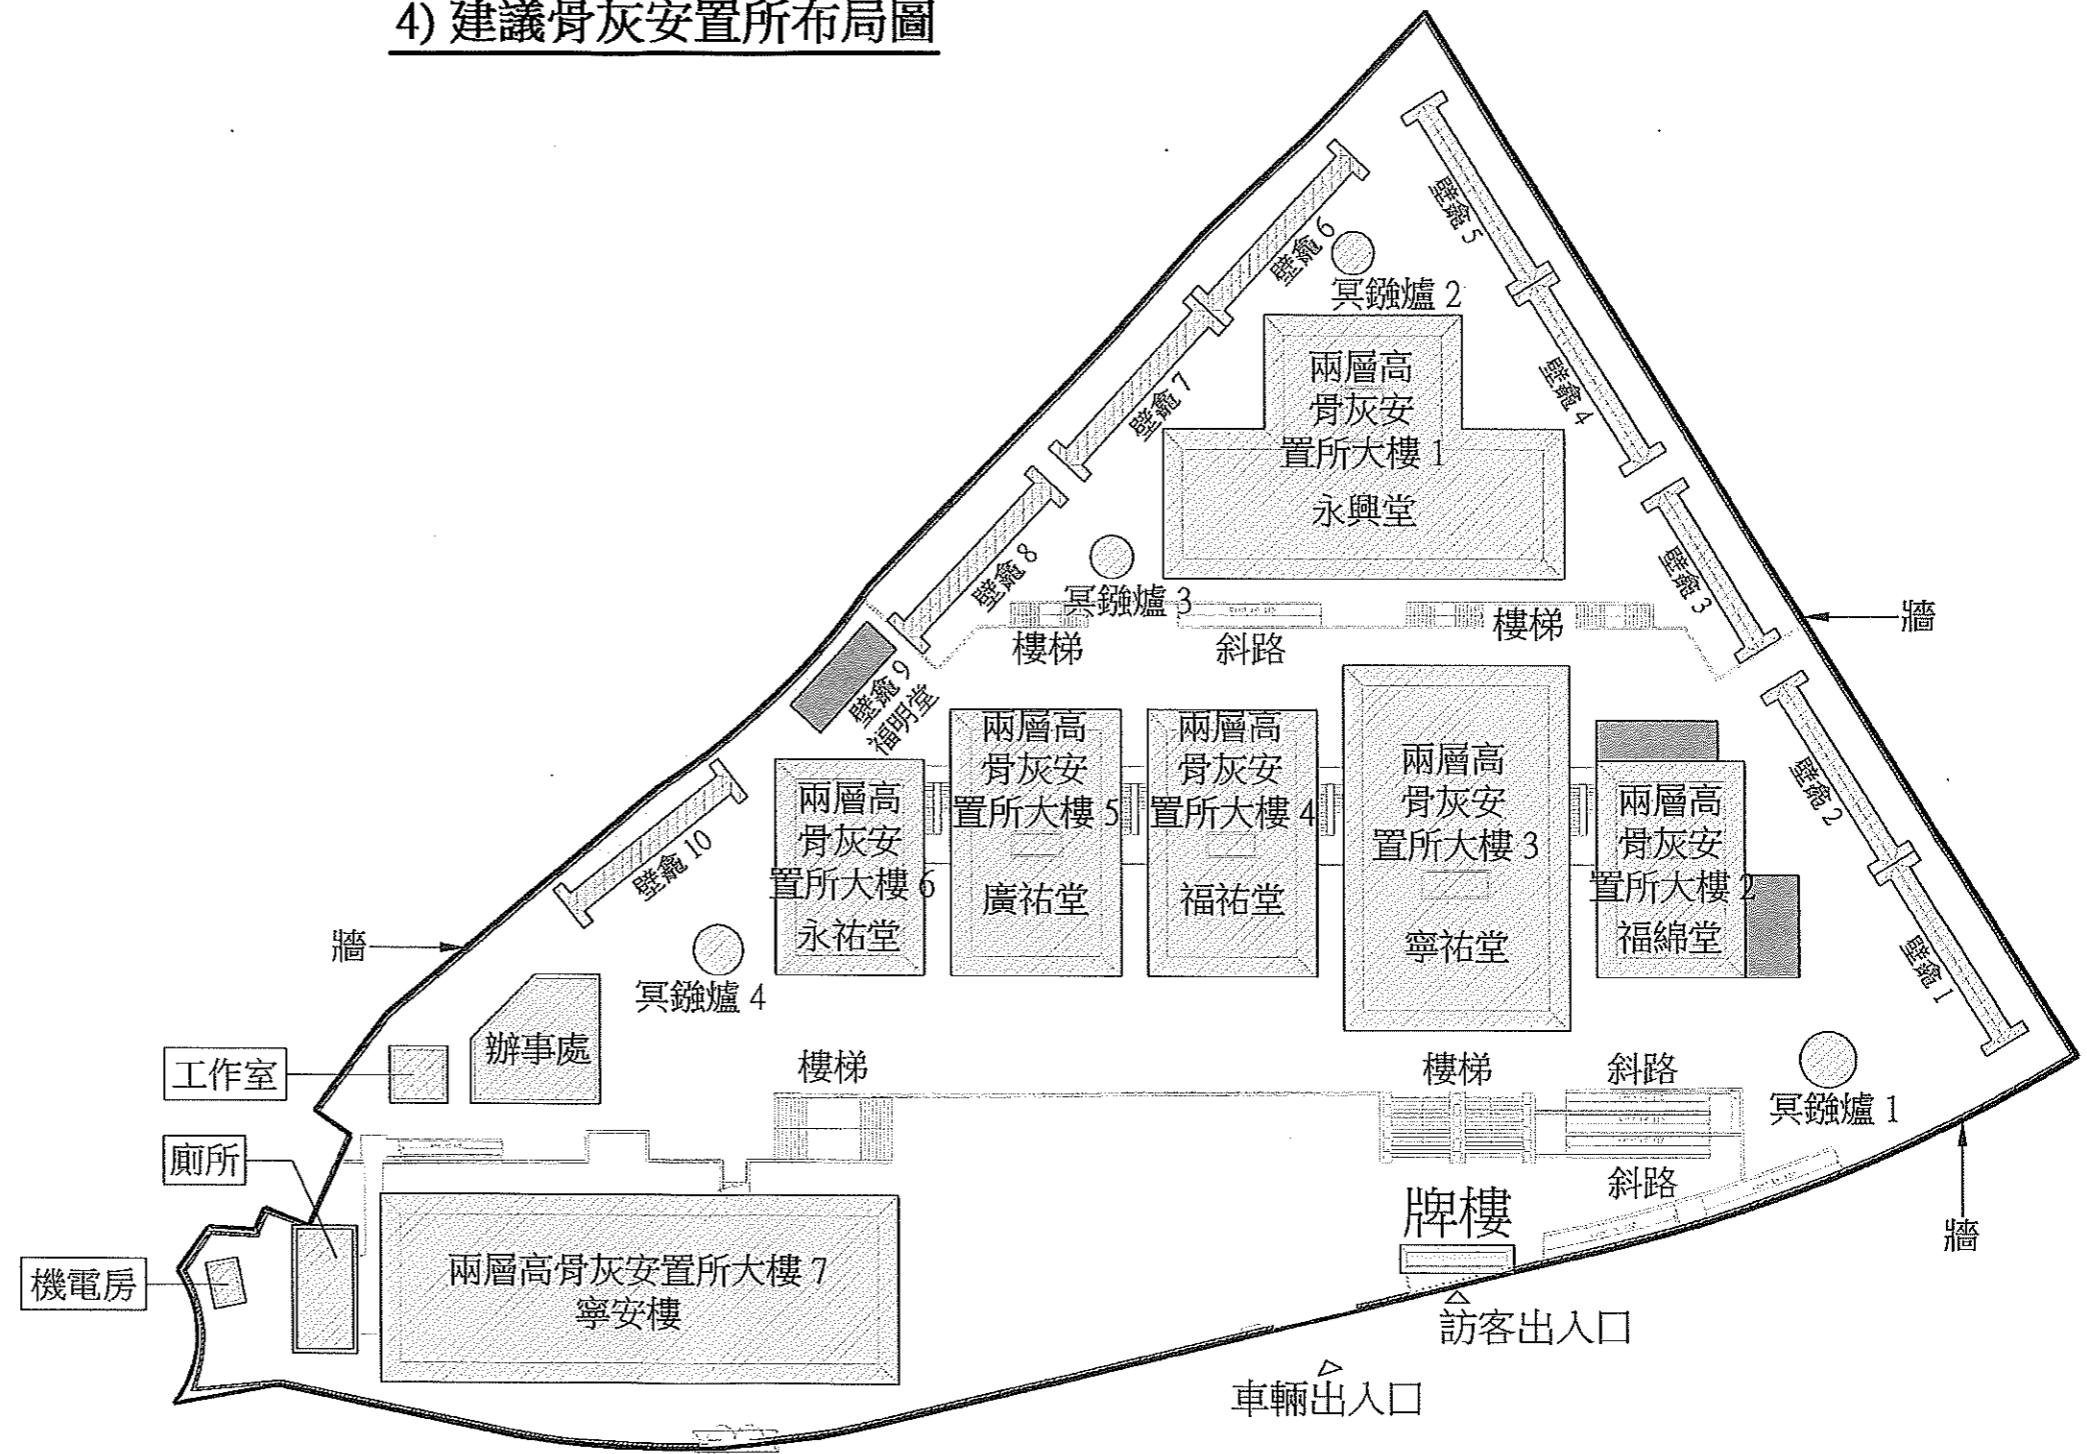 4) 建議骨灰安置所布局圖
壁龕 5
壁龕 6
冥鏹爐 2
兩層高
骨灰安
置所大樓 1
永興堂
壁龕 4
壁龕 7
壁龕 8
冥鏹爐 3
壁龕 3
牆
樓梯
斜路
樓梯
壁龕 9
福明堂
兩層高
骨灰安
置所大樓 6
永祐堂
兩層高
骨灰安
置所大樓 5
廣祐堂
兩層高
骨灰安
置所大樓 4
福祐堂
兩層高
骨灰安
置所大樓 3
寧祐堂
兩層高
骨灰安
置所大樓 2
福綿堂
壁龕 2
壁龕 1
壁龕 10
牆
冥鏹爐 4
辦事處
工作室
樓梯
樓梯
斜路
冥鏹爐 1
廁所
斜路
牌樓
牆
機電房
兩層高骨灰安置所大樓 7
寧安樓
訪客出入口
車輛出入口